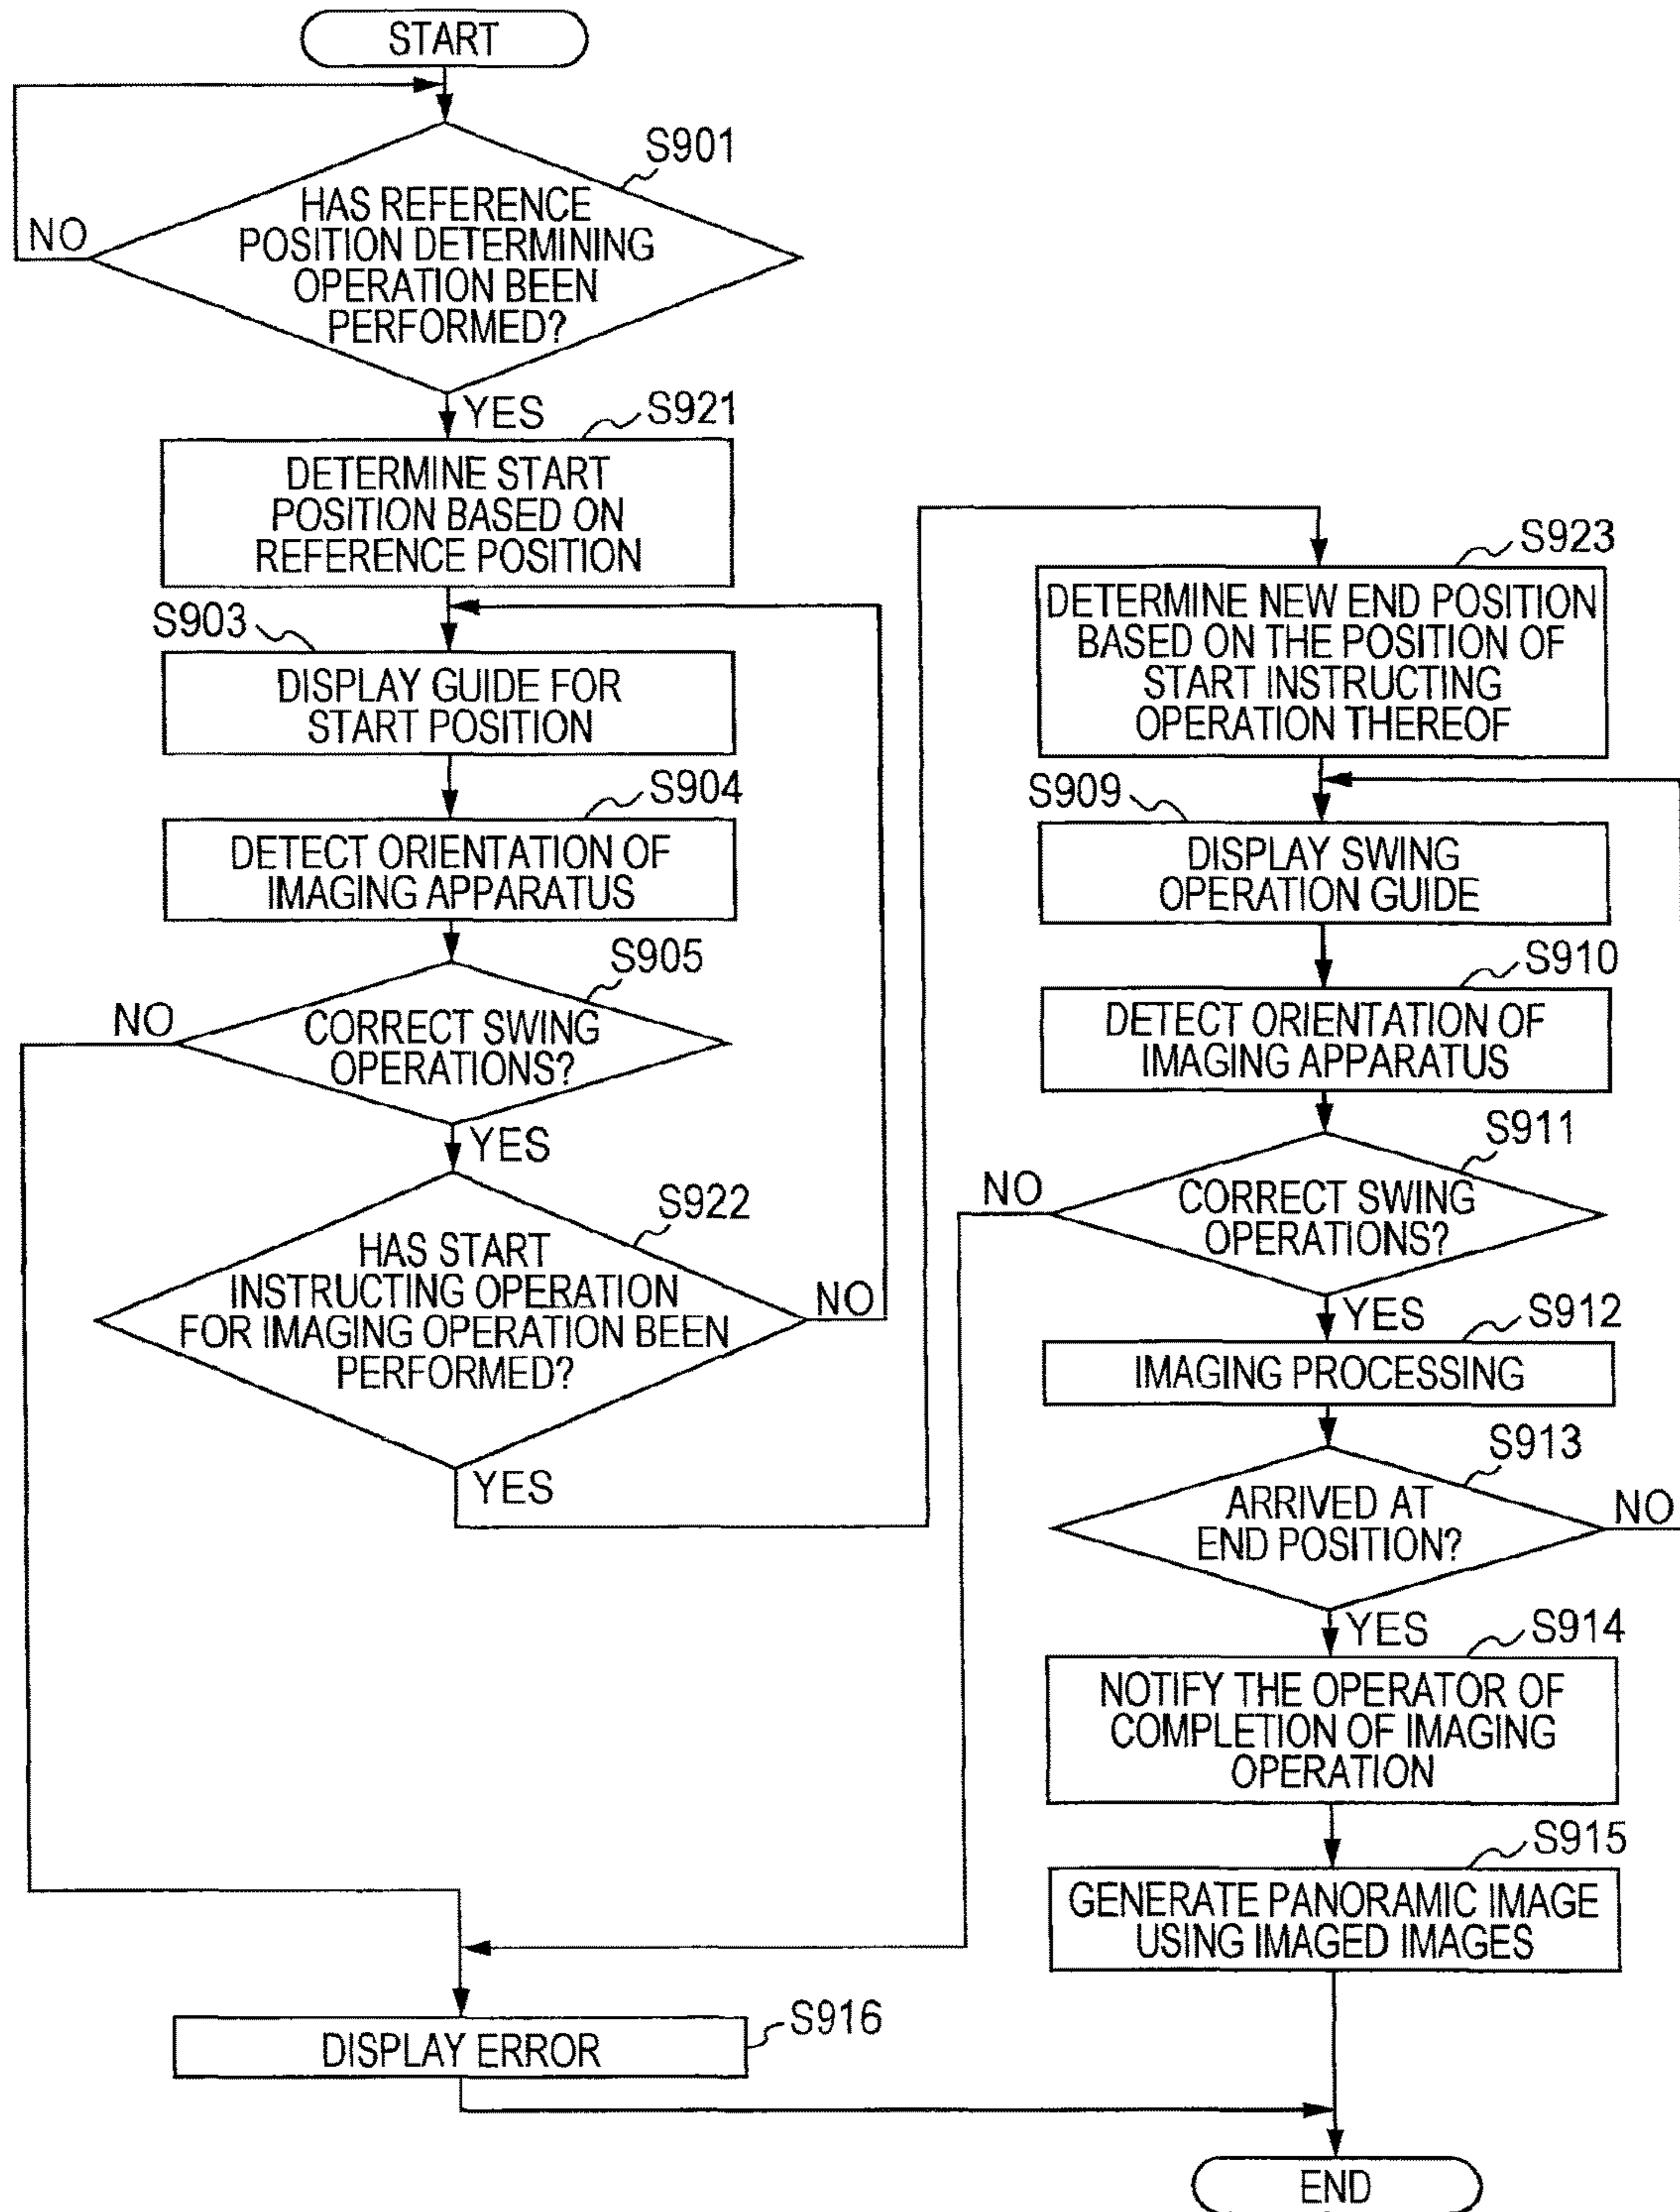 START
S901
HAS REFERENCE
POSITION DETERMINING
OPERATION BEEN
PERFORMED?
NO
YES
S921
DETERMINE START
POSITION BASED ON
REFERENCE POSITION
S903
DISPLAY GUIDE FOR
START POSITION
S904
DETECT ORIENTATION OF
IMAGING APPARATUS
S905
NO
CORRECT SWING
OPERATIONS?
YES
S922
HAS START
INSTRUCTING OPERATION
FOR IMAGING OPERATION BEEN
PERFORMED?
NO
YES
S923
DETERMINE NEW END POSITION
BASED ON THE POSITION OF
START INSTRUCTING
OPERATION THEREOF
S909
DISPLAY SWING
OPERATION GUIDE
S910
DETECT ORIENTATION OF
IMAGING APPARATUS
S911
NO
CORRECT SWING
OPERATIONS?
YES
S912
IMAGING PROCESSING
S913
ARRIVED AT
END POSITION?
NO
YES
S914
NOTIFY THE OPERATOR OF
COMPLETION OF IMAGING
OPERATION
S915
GENERATE PANORAMIC IMAGE
USING IMAGED IMAGES
S916
DISPLAY ERROR
END